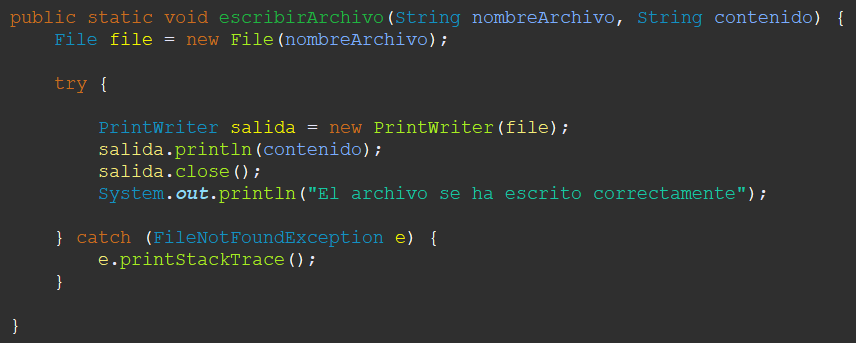 public static void escribirArchivo(String nombreArchivo, String contenido) {
    File file = new File(nombreArchivo);
    try {
        PrintWriter salida = new PrintWriter(file);
        salida.println(contenido);
        salida.close();
        System.out.println("El archivo se ha escrito correctamente");
    } catch (FileNotFoundException e) {
        e.printStackTrace();
    }
}